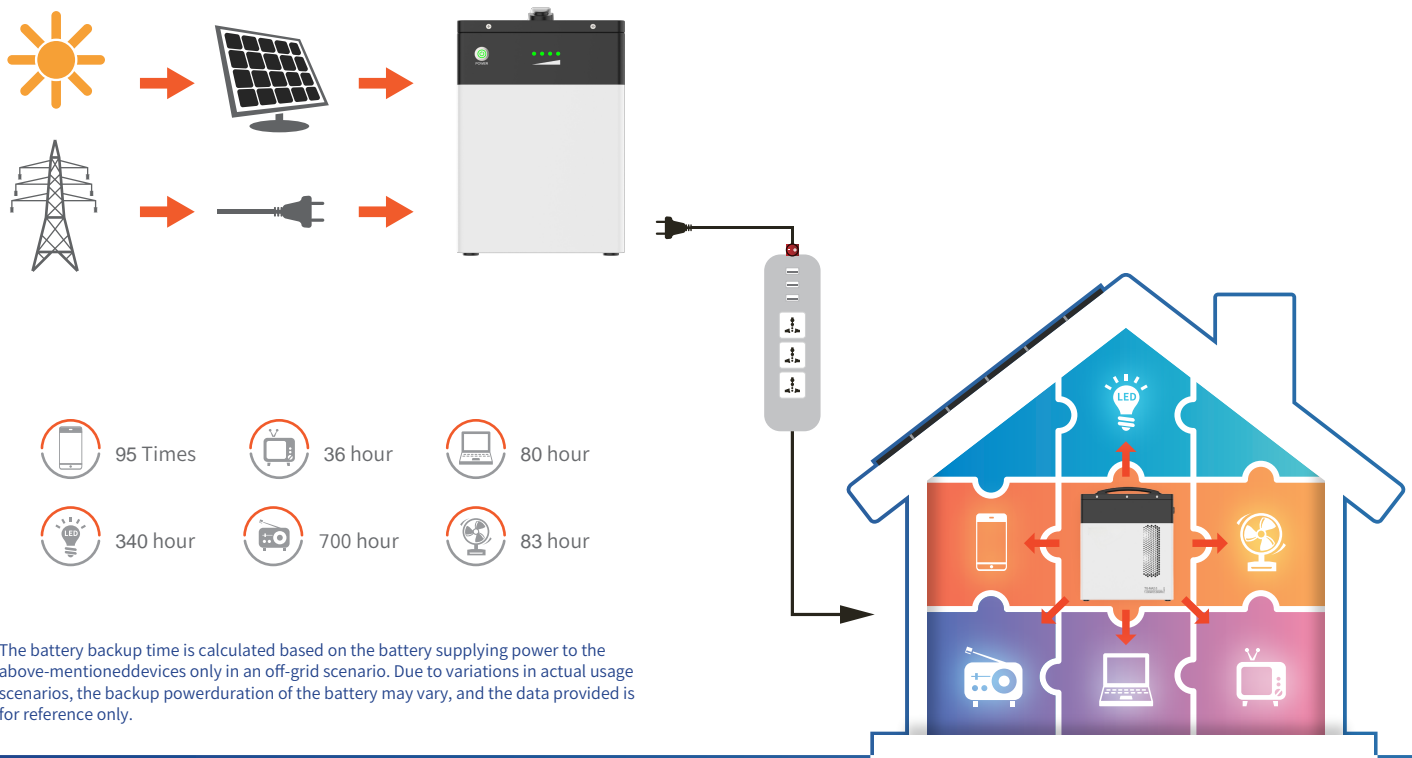 POWER
LED
95 Times
36 hour
80 hour
LED
340 hour
700 hour
83 hour
The battery backup time is calculated based on the battery supplying power to the
above-mentioneddevices only in an off-grid scenario. Due to variations in actual usage
scenarios, the backup powerduration of the battery may vary, and the data provided is
for reference only.